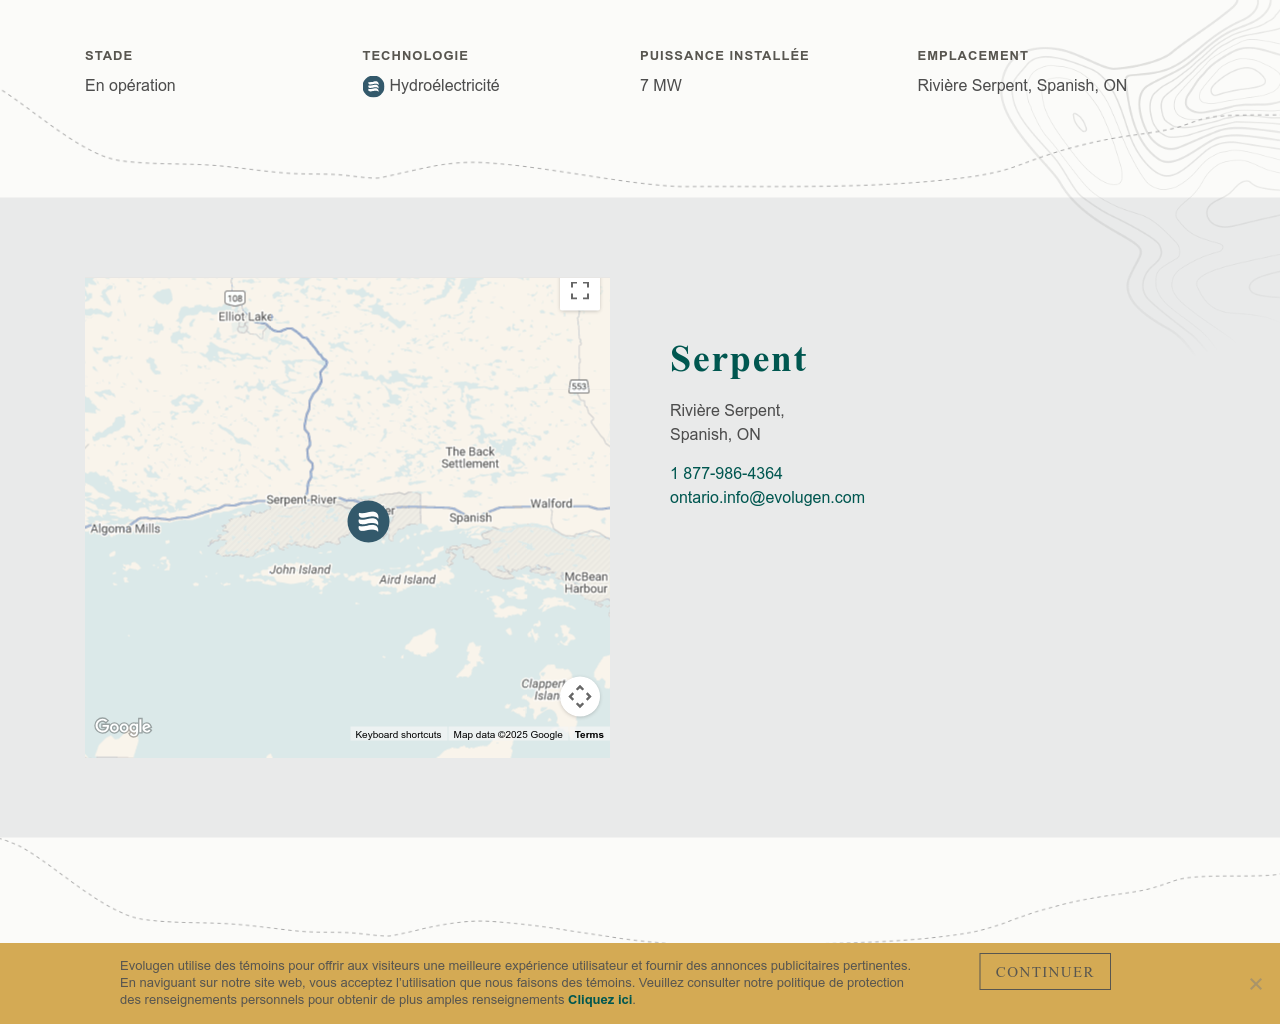 STADE
En opération
TECHNOLOGIE
Hydroélectricité
PUISSANCE INSTALLÉE
7 MW
EMPLACEMENT
Rivière Serpent, Spanish, ON
108
Elliot Lake
553
The Back
Settlement
Serpent River
Walford
Spanish
Algoma Mills
John Island
Aird Island
McBean
Harbour
Google
Keyboard shortcuts
Map data ©2025 Google
Terms
Serpent
Rivière Serpent,
Spanish, ON
1 877-986-4364
ontario.info@evolugen.com
Evolugen utilise des témoins pour offrir aux visiteurs une meilleure expérience utilisateur et fournir des annonces publicitaires pertinentes.
En naviguant sur notre site web, vous acceptez l'utilisation que nous faisons des témoins. Veuillez consulter notre politique de protection
des renseignements personnels pour obtenir de plus amples renseignements Cliquez ici.
CONTINUER